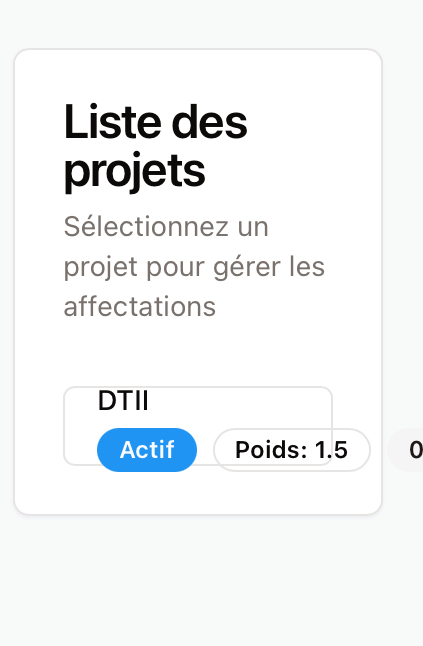 Liste des
projets
Sélectionnez un
projet pour gérer les
affectations
DTII
Actif
Poids: 1.5
0